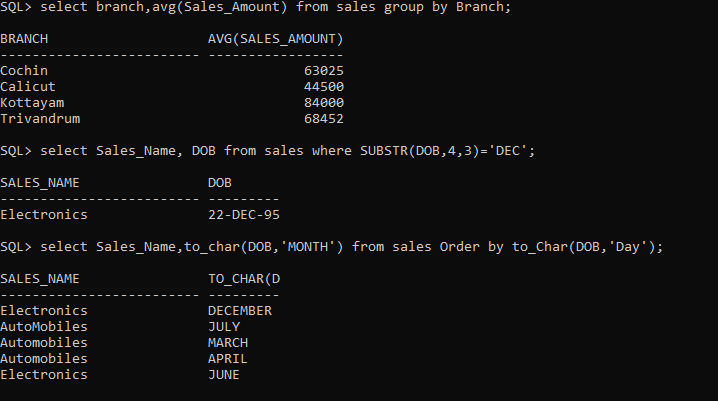 SQL> select branch,avg(Sales_Amount) from sales group by Branch;
BRANCH                    AVG(SALES_AMOUNT)
------------------------- -----------------
Cochin                                63025
Calicut                               44500
Kottayam                              84000
Trivandrum                            68452
SQL> select Sales_Name, DOB from sales where SUBSTR(DOB,4,3)='DEC';
SALES_NAME                DOB
------------------------- ---------
Electronics               22-DEC-95
SQL> select Sales_Name,to_char(DOB,'MONTH') from sales Order by to_Char(DOB,'Day');
SALES_NAME                TO_CHAR(D
------------------------- ---------
Electronics               DECEMBER
AutoMobiles               JULY
Automobiles               MARCH
Automobiles               APRIL
Electronics               JUNE